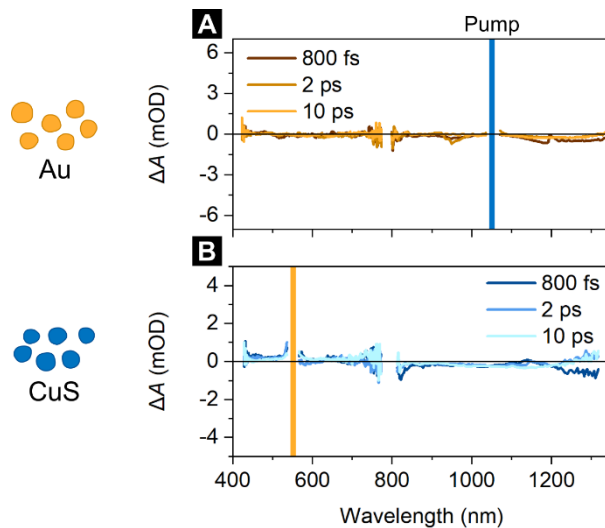 Pump
A
6
3
0
-3
-6
ΔA (mOD)
800 fs
2 ps
10 ps
Au
B
4
2
0
-2
-4
ΔA (mOD)
800 fs
2 ps
10 ps
CuS
400 600 800 1000 1200
Wavelength (nm)